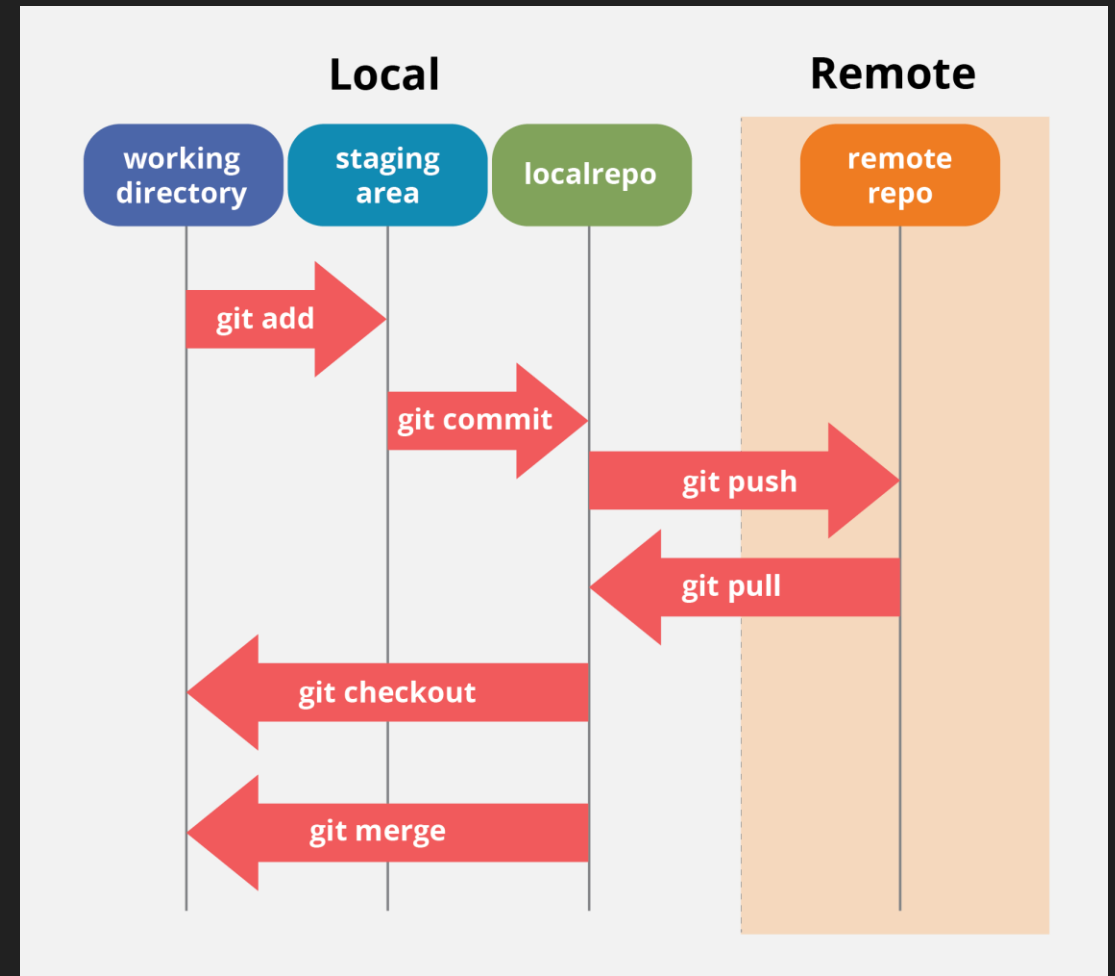 Local
Remote
working
directory
staging
area
localrepo
remote
repo
git add
git commit
git push
git pull
git checkout
git merge